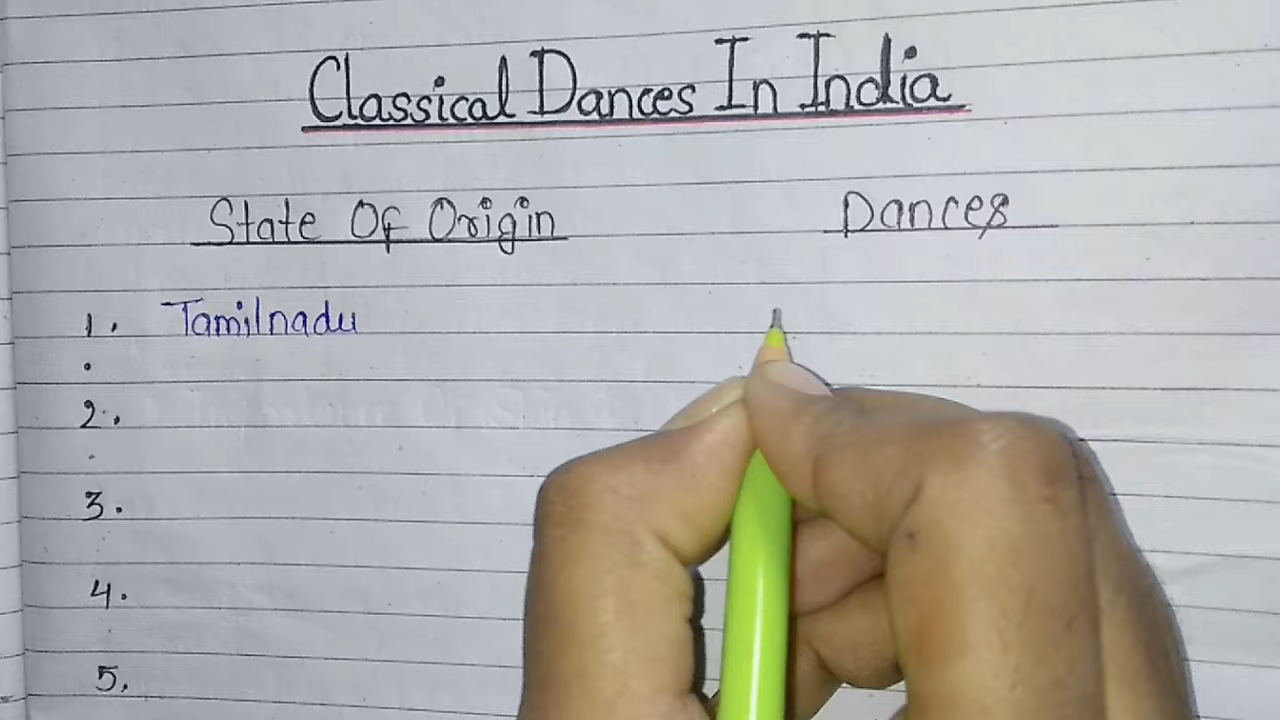 Classical Dances In India
State Of Origin Dances
1. Tamilnadu
2.
3.
4.
5.